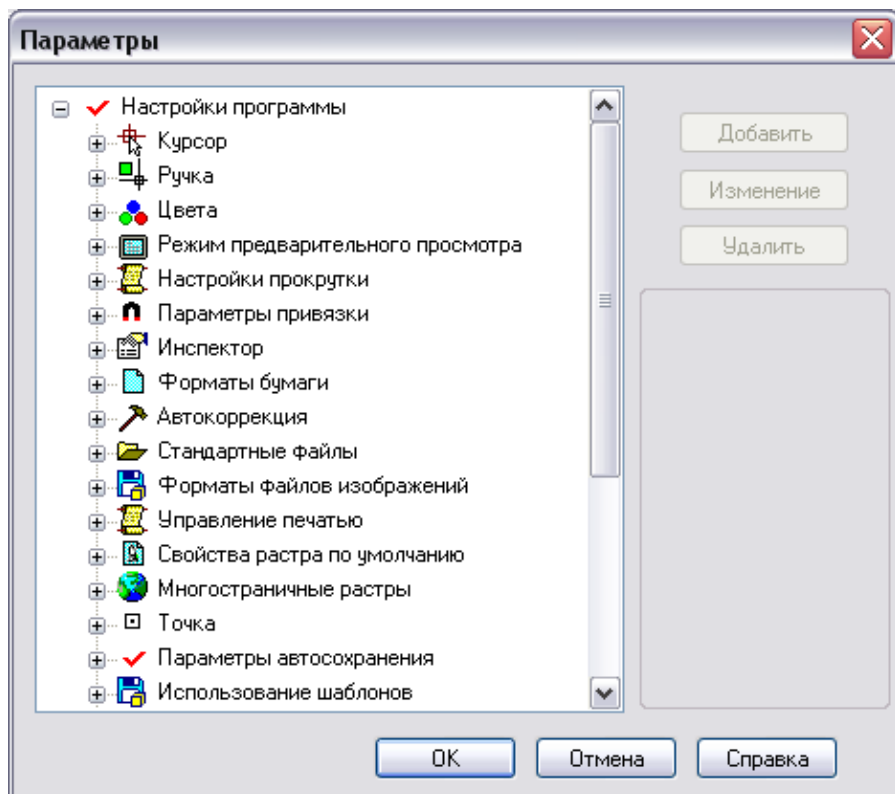 Параметры
Настройки программы
Курсор
Ручка
Цвета
Режим предварительного просмотра
Настройки прокрутки
Параметры привязки
Инспектор
Форматы бумаги
Автокоррекция
Стандартные файлы
Форматы файлов изображений
Управление печатью
Свойства растра по умолчанию
Многостраничные растры
Точка
Параметры автосохранения
Использование шаблонов
Добавить
Изменение
Удалить
OK
Отмена
Справка